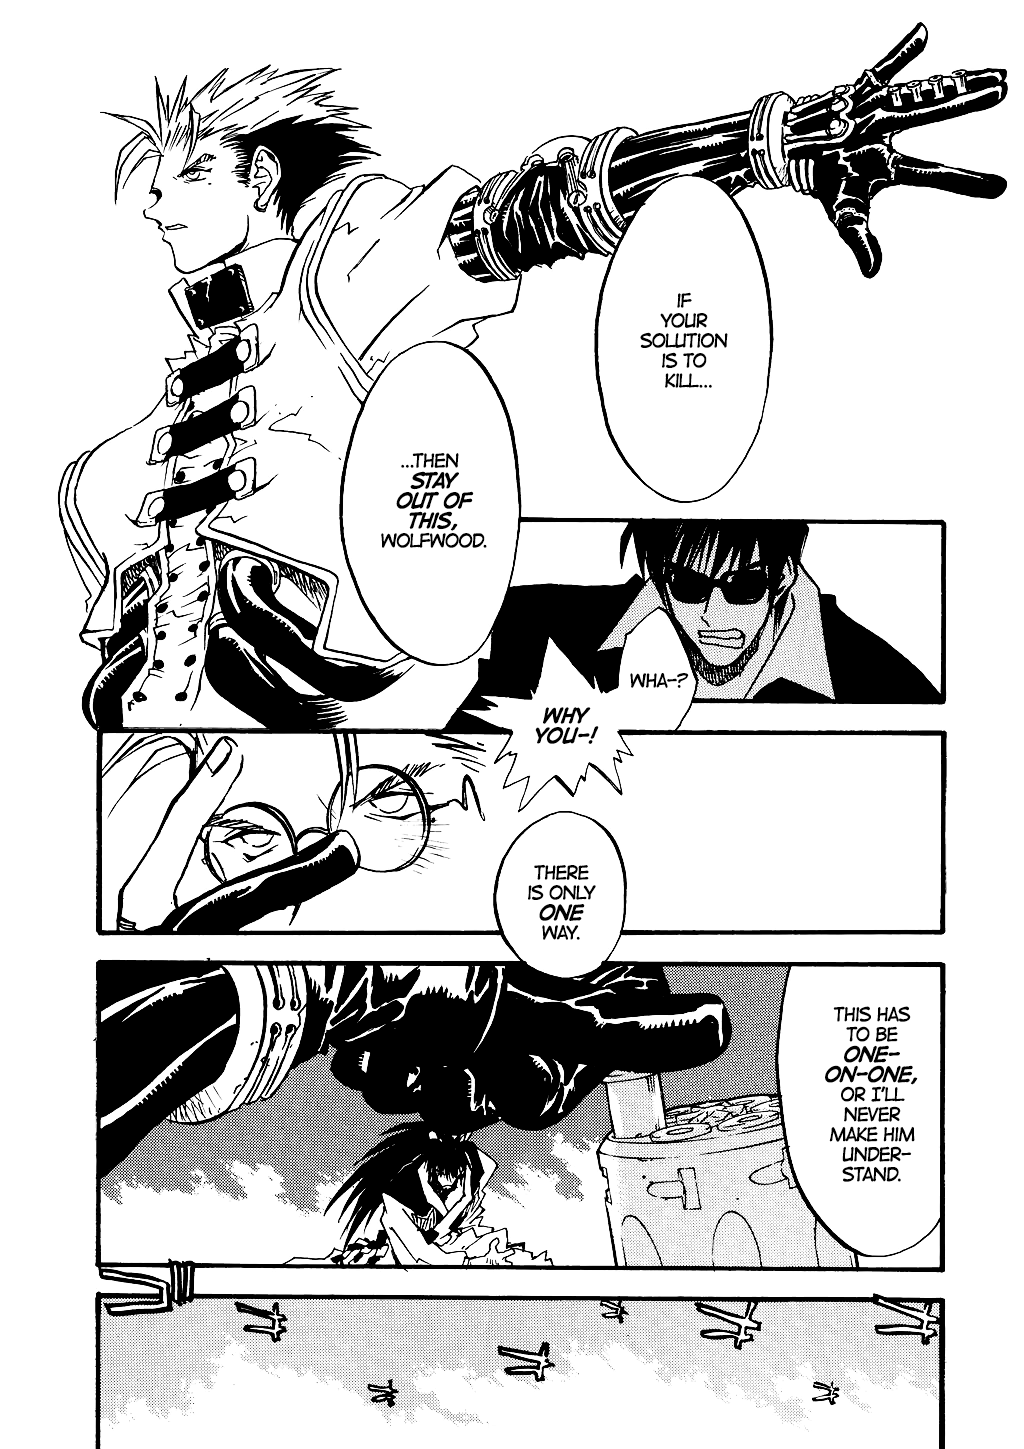 IF
YOUR
SOLUTION
IS TO
KILL...
...THEN
STAY
OUT OF
THIS,
WOLFWOOD.
WHA-?
WHY
YOU-!
THERE
IS ONLY
ONE
WAY.
THIS HAS
TO BE
ONE-
ON-ONE,
OR I'LL
NEVER
MAKE HIM
UNDER-
STAND.